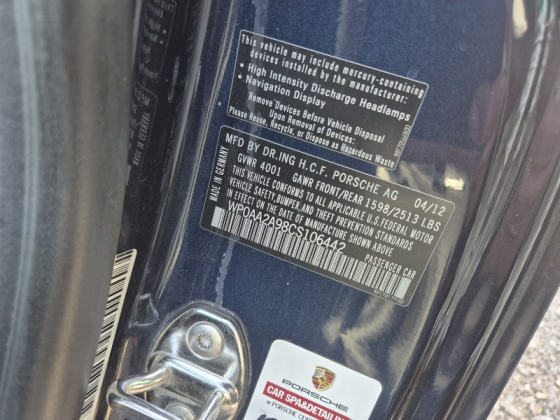 This vehicle may include mercury-containing
devices installed by the manufacturer:
• High Intensity Discharge Headlamps
• Navigation Display
Remove Devices Before Vehicle Disposal
Upon Removal of Devices:
Please Reuse, Recycle, or Dispose as Hazardous Waste
MADE IN GERMANY
MFD BY DR.ING H.C.F. PORSCHE AG 04/12
GVWR 4001 GAWR FRONT/REAR 1598/2513 LBS
THIS VEHICLE CONFORMS TO ALL APPLICABLE U.S.FEDERAL MOTOR
VEHICLE SAFETY,BUMPER, AND THEFT PREVENTION STANDARDS
IN EFFECT ON THE DATE OF MANUFACTURE SHOWN ABOVE
WP0AA2A98CS106442 PASSENGER CAR
PORSCHE
CAR SPA&DETAILIN